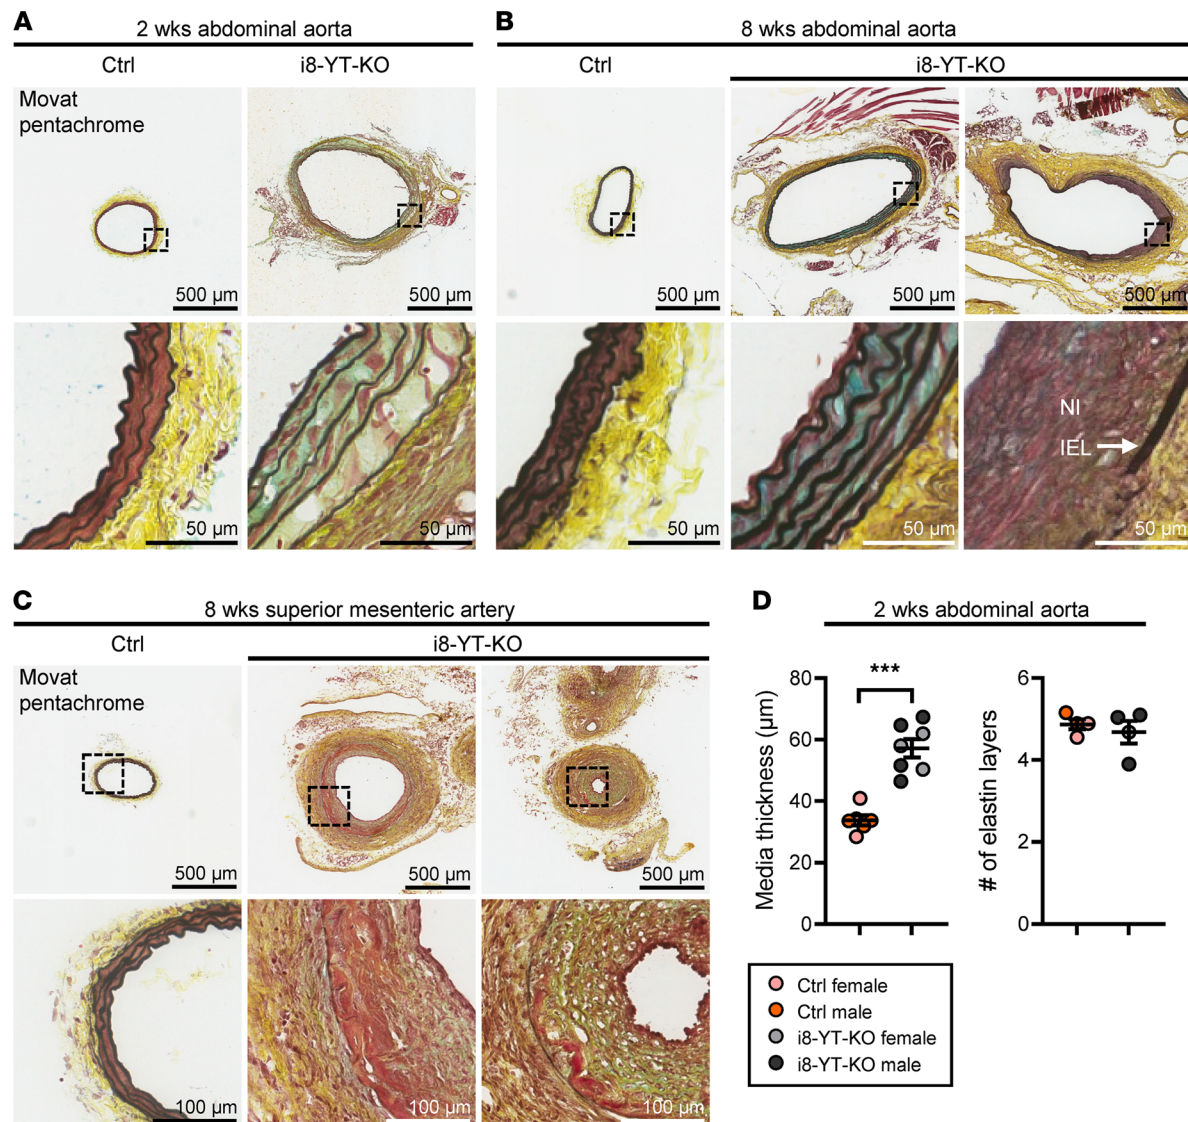 A
2 wks abdominal aorta
Ctrl
i8-YT-KO
Movat
pentachrome
500 µm
500 µm
50 µm
50 µm
B
8 wks abdominal aorta
Ctrl
i8-YT-KO
500 µm
500 µm
500 µm
NI
IEL
50 µm
50 µm
50 µm
C
8 wks superior mesenteric artery
Ctrl
i8-YT-KO
Movat
pentachrome
500 µm
500 µm
500 µm
100 µm
100 µm
100 µm
D
2 wks abdominal aorta
***
Media thickness (µm)
80
60
40
20
0
# of elastin layers
6
4
2
0
Ctrl female
Ctrl male
i8-YT-KO female
i8-YT-KO male